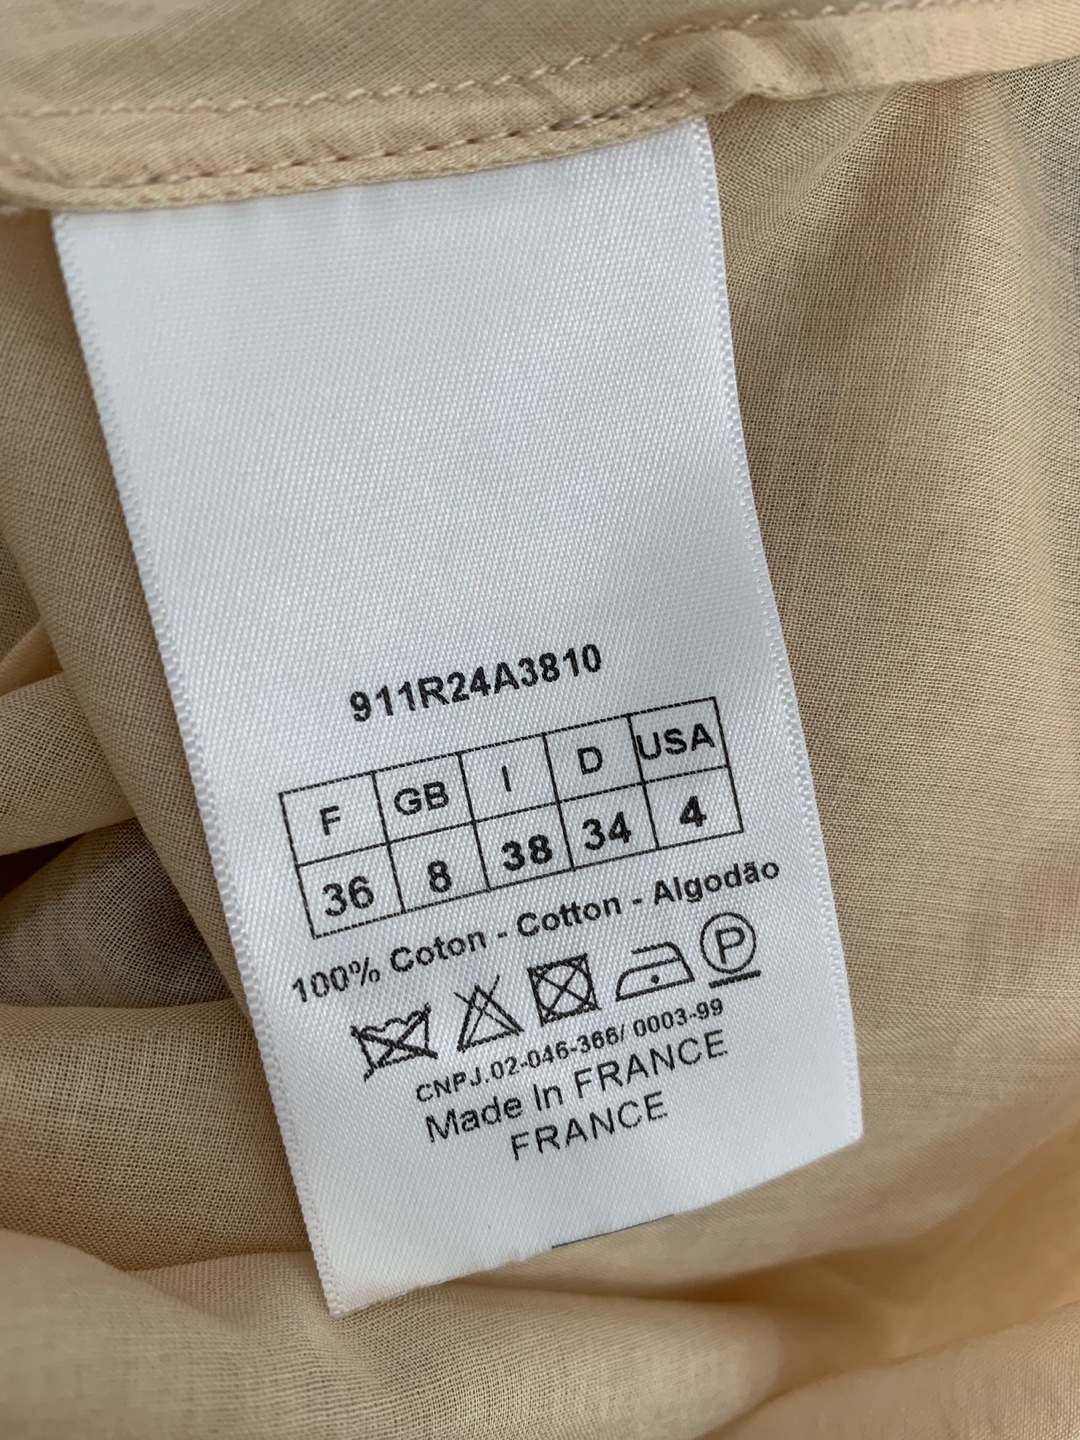 911R24A3810
F GB I D USA
36 8 38 34 4
100% Coton - Cotton - Algodão
P
CNPJ.02-046-366/ 0003-99
Made In FRANCE
FRANCE